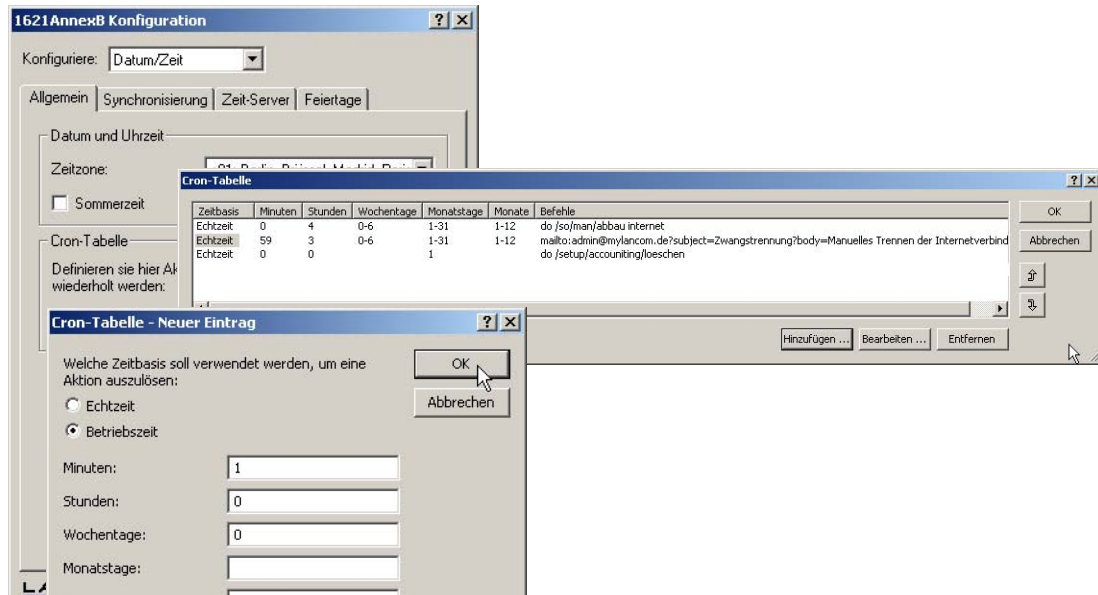 1621AnnexB Konfiguration
Konfiguriere: Datum/Zeit
Allgemein Synchronisierung Zeit-Server Feiertage
Datum und Uhrzeit
Zeitzone:
Sommerzeit
Cron-Tabelle
Definieren sie hier Ak
wiederholt werden:
Cron-Tabelle
Zeitbasis Minuten Stunden Wochentage Monatstage Monate Befehle
Echtzeit 0 4 0-6 1-31 1-12 do /so/man/abbau internet
Echtzeit 59 3 0-6 1-31 1-12 mailto:admin@mylancom.de?subject=Zwangstrennung?body=Manuelles Trennen der Internetverbind
Echtzeit 0 0 1 do /setup/accouniting/loeschen
OK
Abbrechen
Hinzufügen ... Bearbeiten ... Entfernen
Cron-Tabelle - Neuer Eintrag
Welche Zeitbasis soll verwendet werden, um eine
Aktion auszulösen:
Echtzeit
Betriebszeit
OK
Abbrechen
Minuten: 1
Stunden: 0
Wochentage: 0
Monatstage: